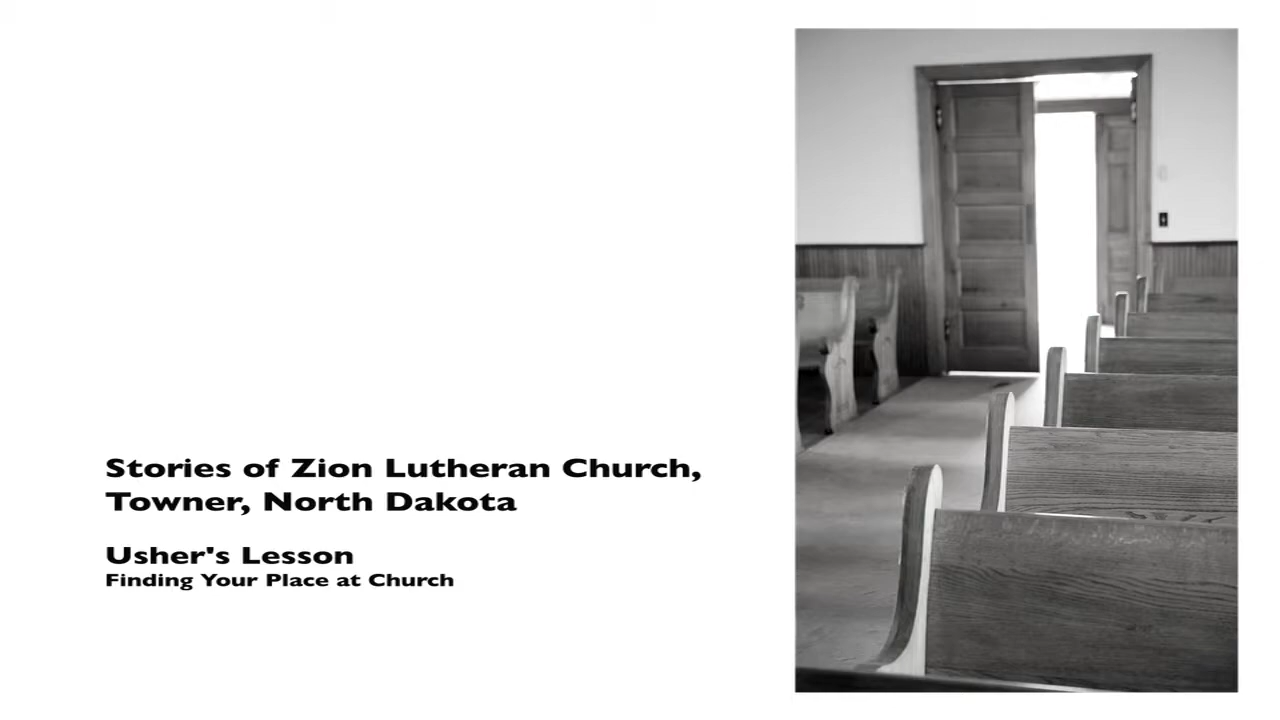 Stories of Zion Lutheran Church,
Towner, North Dakota
Usher's Lesson
Finding Your Place at Church